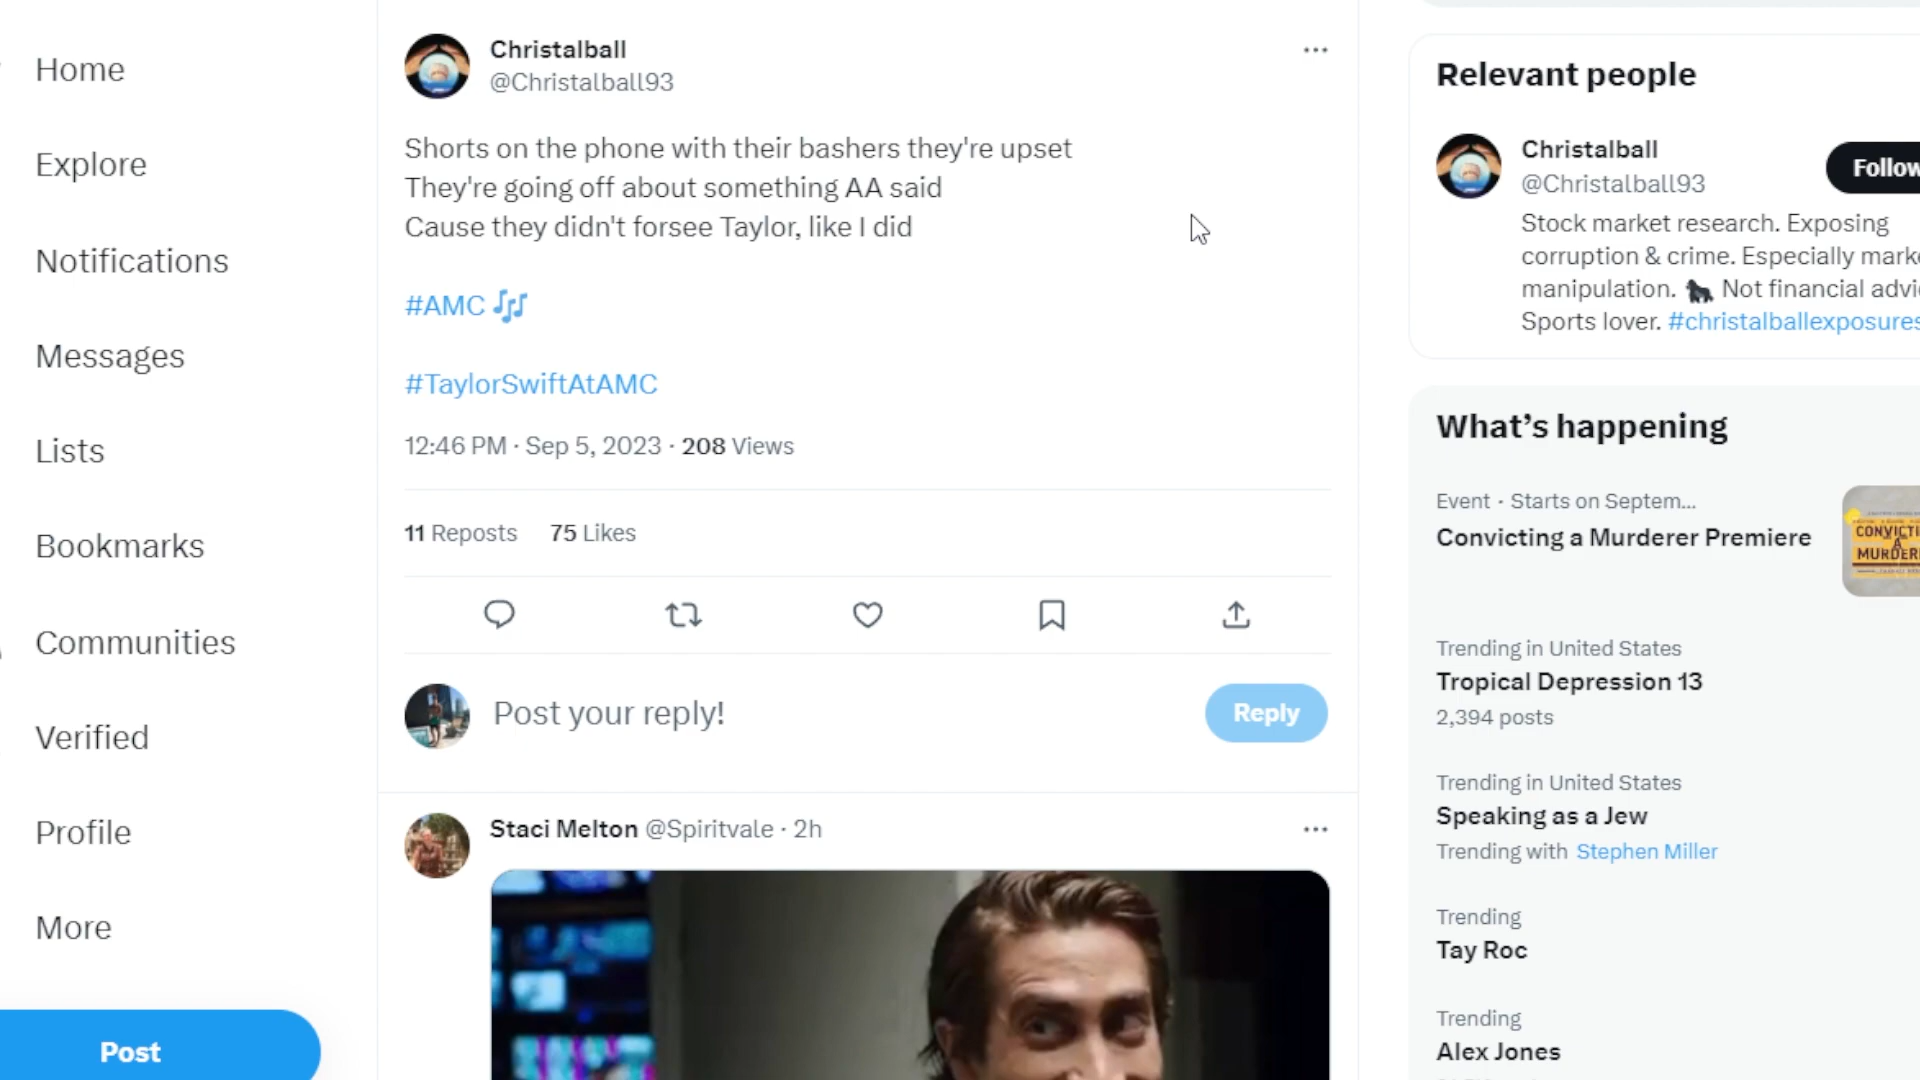 Home
Explore
Notifications
Messages
Lists
Bookmarks
Communities
Verified
Profile
More
Post
Christalball
@Christalball93
Shorts on the phone with their bashers they're upset
They're going off about something AA said
Cause they didn't forsee Taylor, like I did
#AMC 🎶
#TaylorSwiftAtAMC
12:46 PM · Sep 5, 2023 · 208 Views
11 Reposts 75 Likes
Post your reply!
Reply
Staci Melton @Spiritvale · 2h
Relevant people
Christalball
@Christalball93
Follow
Stock market research. Exposing
corruption & crime. Especially marke
manipulation. 🦍 Not financial advi
Sports lover. #christalballexposures
What's happening
Event · Starts on Septem...
Convicting a Murderer Premiere
CONVICTI
A
MURDER
Trending in United States
Tropical Depression 13
2,394 posts
Trending in United States
Speaking as a Jew
Trending with Stephen Miller
Trending
Tay Roc
Trending
Alex Jones